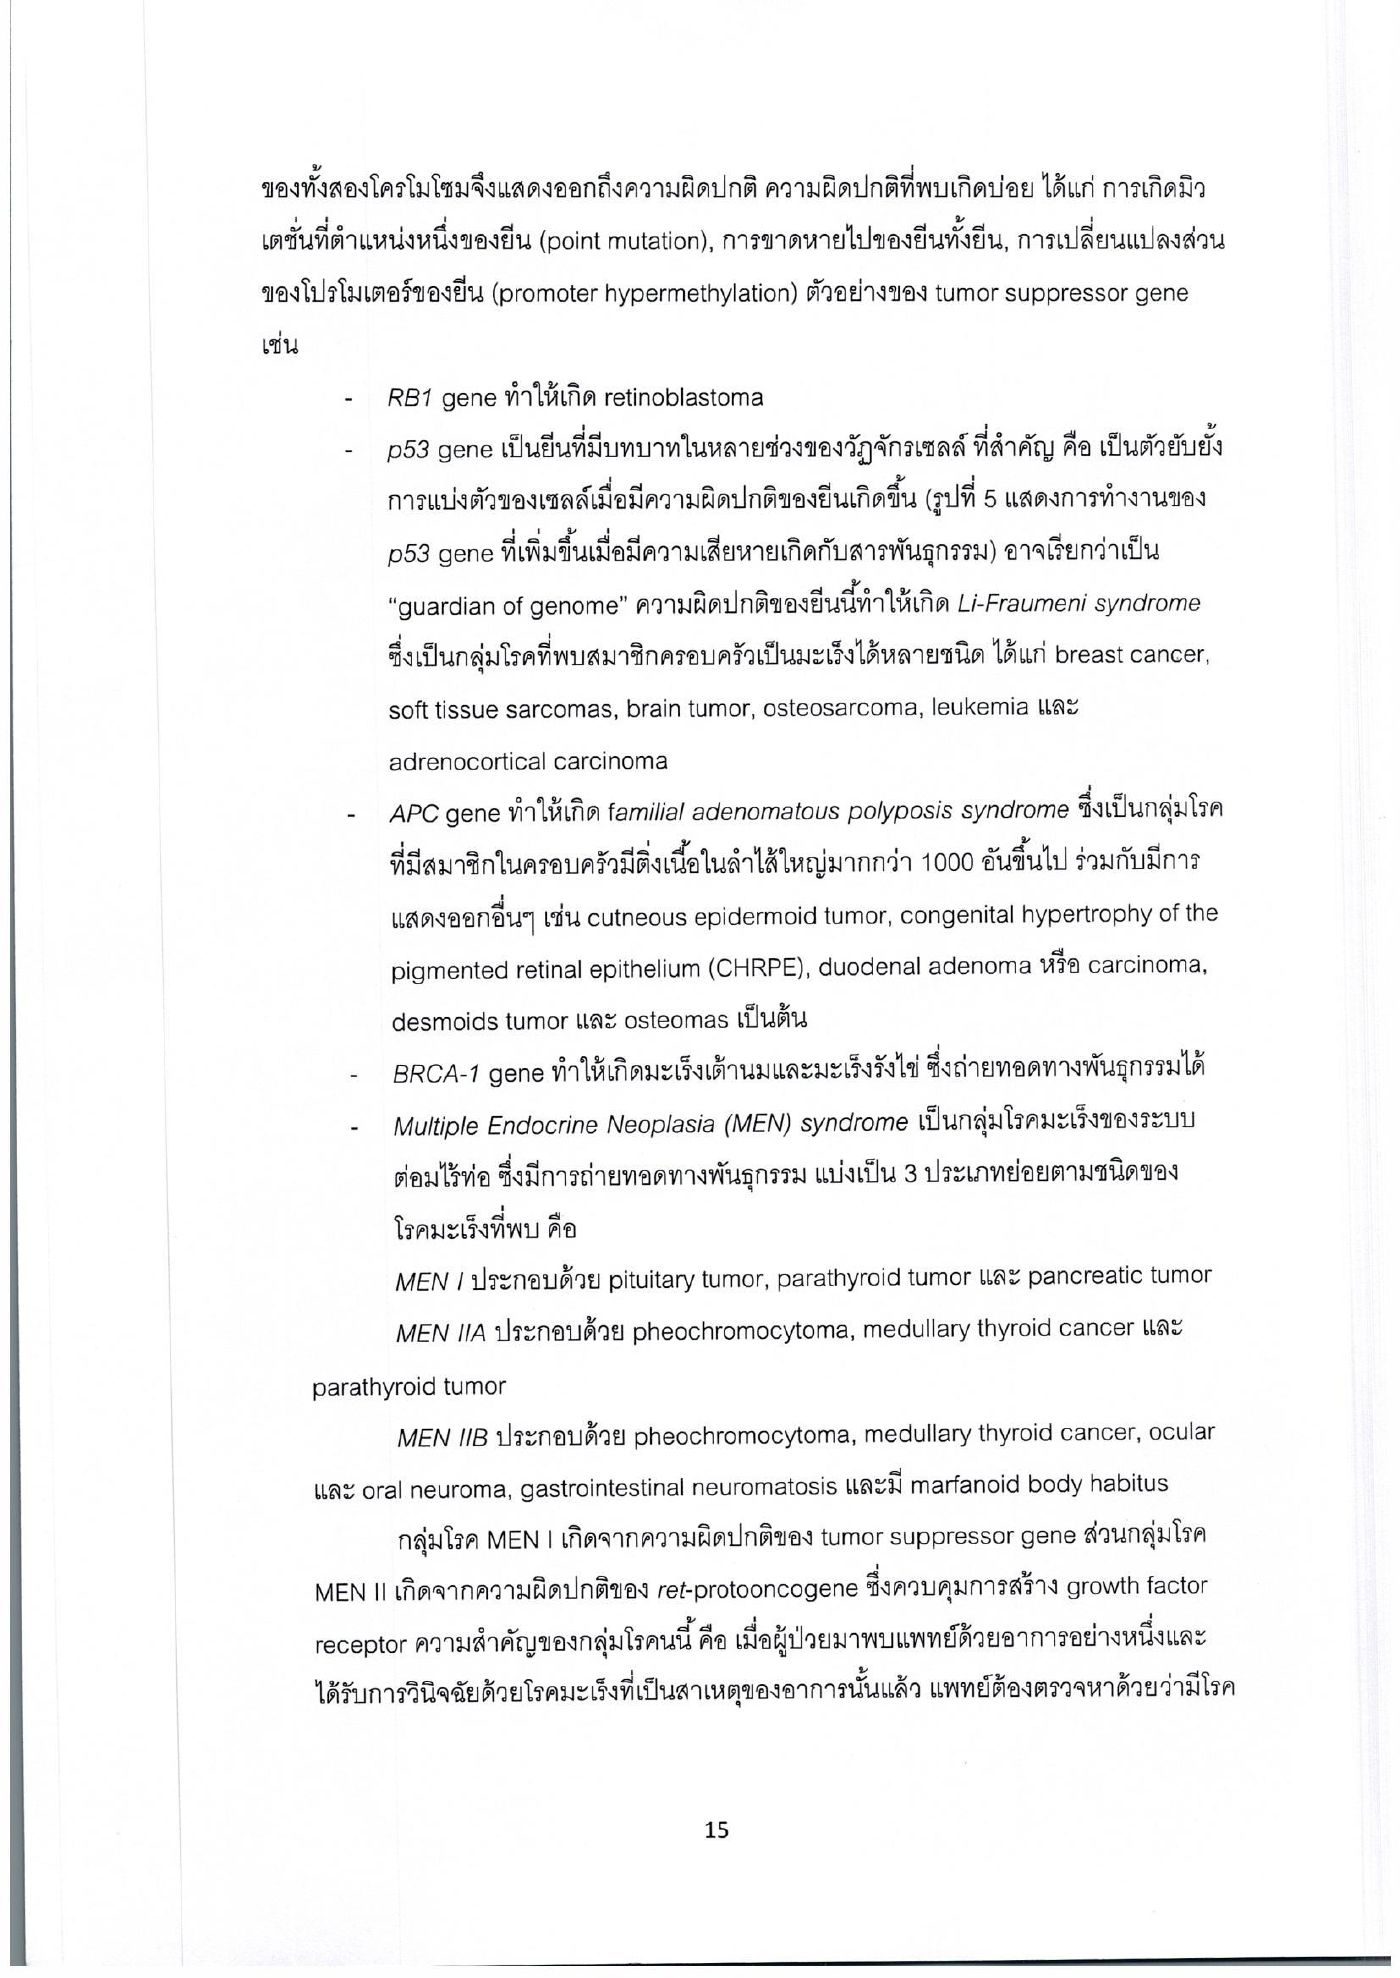 ของทั้งสองโครโมโซมจึงแสดงออกถึงความผิดปกติ ความผิดปกติที่พบเกิดบ่อย ได้แก่ การเกิดมิว
เตชั่นที่ตำแหน่งหนึ่งของยีน (point mutation), การขาดหายไปของยีนทั้งยีน, การเปลี่ยนแปลงส่วน
ของโปรโมเตอร์ของยีน (promoter hypermethylation) ตัวอย่างของ tumor suppressor gene
เช่น
- RB1 gene ทำให้เกิด retinoblastoma
- p53 gene เป็นยีนที่มีบทบาทในหลายช่วงของวัฏจักรเซลล์ ที่สำคัญ คือ เป็นตัวยับยั้ง
การแบ่งตัวของเซลล์เมื่อมีความผิดปกติของยีนเกิดขึ้น (รูปที่ 5 แสดงการทำงานของ
p53 gene ที่เพิ่มขึ้นเมื่อมีความเสียหายเกิดกับสารพันธุกรรม) อาจเรียกว่าเป็น
“guardian of genome” ความผิดปกติของยีนนี้ทำให้เกิด Li-Fraumeni syndrome
ซึ่งเป็นกลุ่มโรคที่พบสมาชิกครอบครัวเป็นมะเร็งได้หลายชนิด ได้แก่ breast cancer,
soft tissue sarcomas, brain tumor, osteosarcoma, leukemia และ
adrenocortical carcinoma
- APC gene ทำให้เกิด familial adenomatous polyposis syndrome ซึ่งเป็นกลุ่มโรค
ที่มีสมาชิกในครอบครัวมีติ่งเนื้อในลำไส้ใหญ่มากกว่า 1000 อันขึ้นไป ร่วมกับมีการ
แสดงออกอื่นๆ เช่น cutneous epidermoid tumor, congenital hypertrophy of the
pigmented retinal epithelium (CHRPE), duodenal adenoma หรือ carcinoma,
desmoids tumor และ osteomas เป็นต้น
- BRCA-1 gene ทำให้เกิดมะเร็งเต้านมและมะเร็งรังไข่ ซึ่งถ่ายทอดทางพันธุกรรมได้
- Multiple Endocrine Neoplasia (MEN) syndrome เป็นกลุ่มโรคมะเร็งของระบบ
ต่อมไร้ท่อ ซึ่งมีการถ่ายทอดทางพันธุกรรม แบ่งเป็น 3 ประเภทย่อยตามชนิดของ
โรคมะเร็งที่พบ คือ
MEN I ประกอบด้วย pituitary tumor, parathyroid tumor และ pancreatic tumor
MEN IIA ประกอบด้วย pheochromocytoma, medullary thyroid cancer และ
parathyroid tumor
MEN IIB ประกอบด้วย pheochromocytoma, medullary thyroid cancer, ocular
และ oral neuroma, gastrointestinal neuromatosis และมี marfanoid body habitus
กลุ่มโรค MEN I เกิดจากความผิดปกติของ tumor suppressor gene ส่วนกลุ่มโรค
MEN II เกิดจากความผิดปกติของ ret-protooncogene ซึ่งควบคุมการสร้าง growth factor
receptor ความสำคัญของกลุ่มโรคนนี้ คือ เมื่อผู้ป่วยมาพบแพทย์ด้วยอาการอย่างหนึ่งและ
ได้รับการวินิจฉัยด้วยโรคมะเร็งที่เป็นสาเหตุของอาการนั้นแล้ว แพทย์ต้องตรวจหาด้วยว่ามีโรค
15